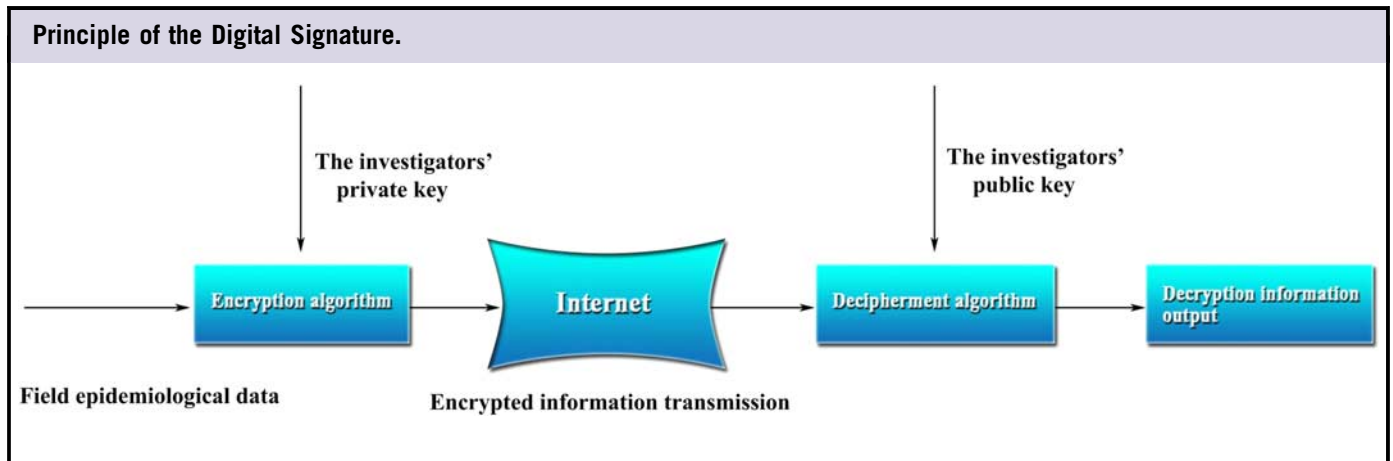 Principle of the Digital Signature.
The investigators'
private key
The investigators'
public key
Encryption algorithm
Internet
Decipherment algorithm
Decryption information
output
Field epidemiological data
Encrypted information transmission